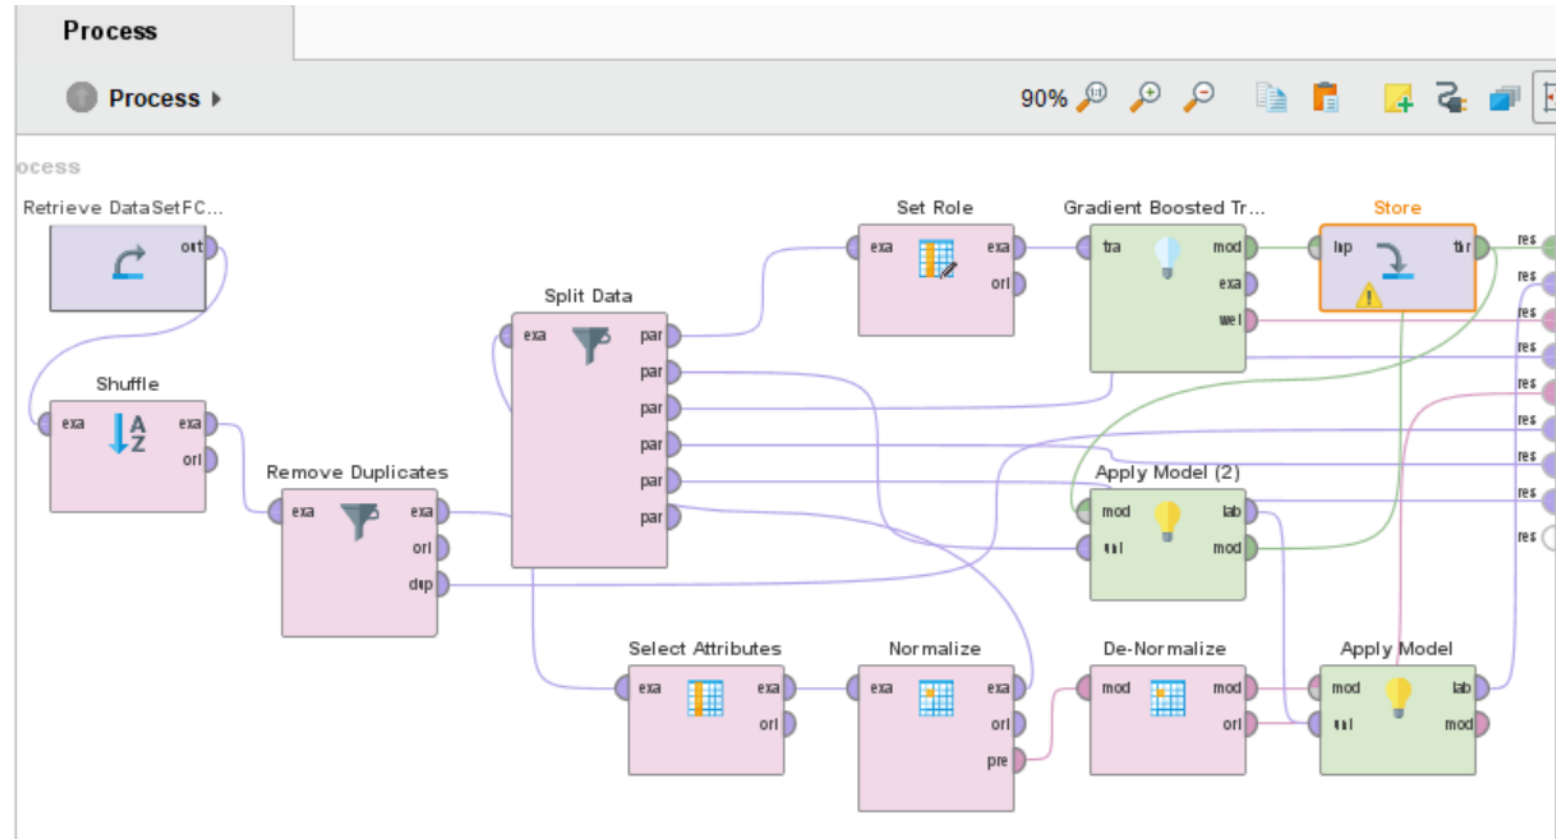 Process
Process
90%
ocess
Retrieve DataSetFC...
out
Shuffle
exa
exa
ori
Remove Duplicates
exa
exa
ori
dup
Split Data
exa
par
par
par
par
par
par
Set Role
exa
exa
ori
Gradient Boosted Tr...
tra
mod
exa
wei
Store
inp
thr
res
res
res
res
res
res
res
res
res
Apply Model (2)
mod
unl
lab
mod
Select Attributes
exa
exa
ori
Normalize
exa
exa
ori
pre
De-Normalize
mod
mod
ori
Apply Model
mod
unl
lab
mod